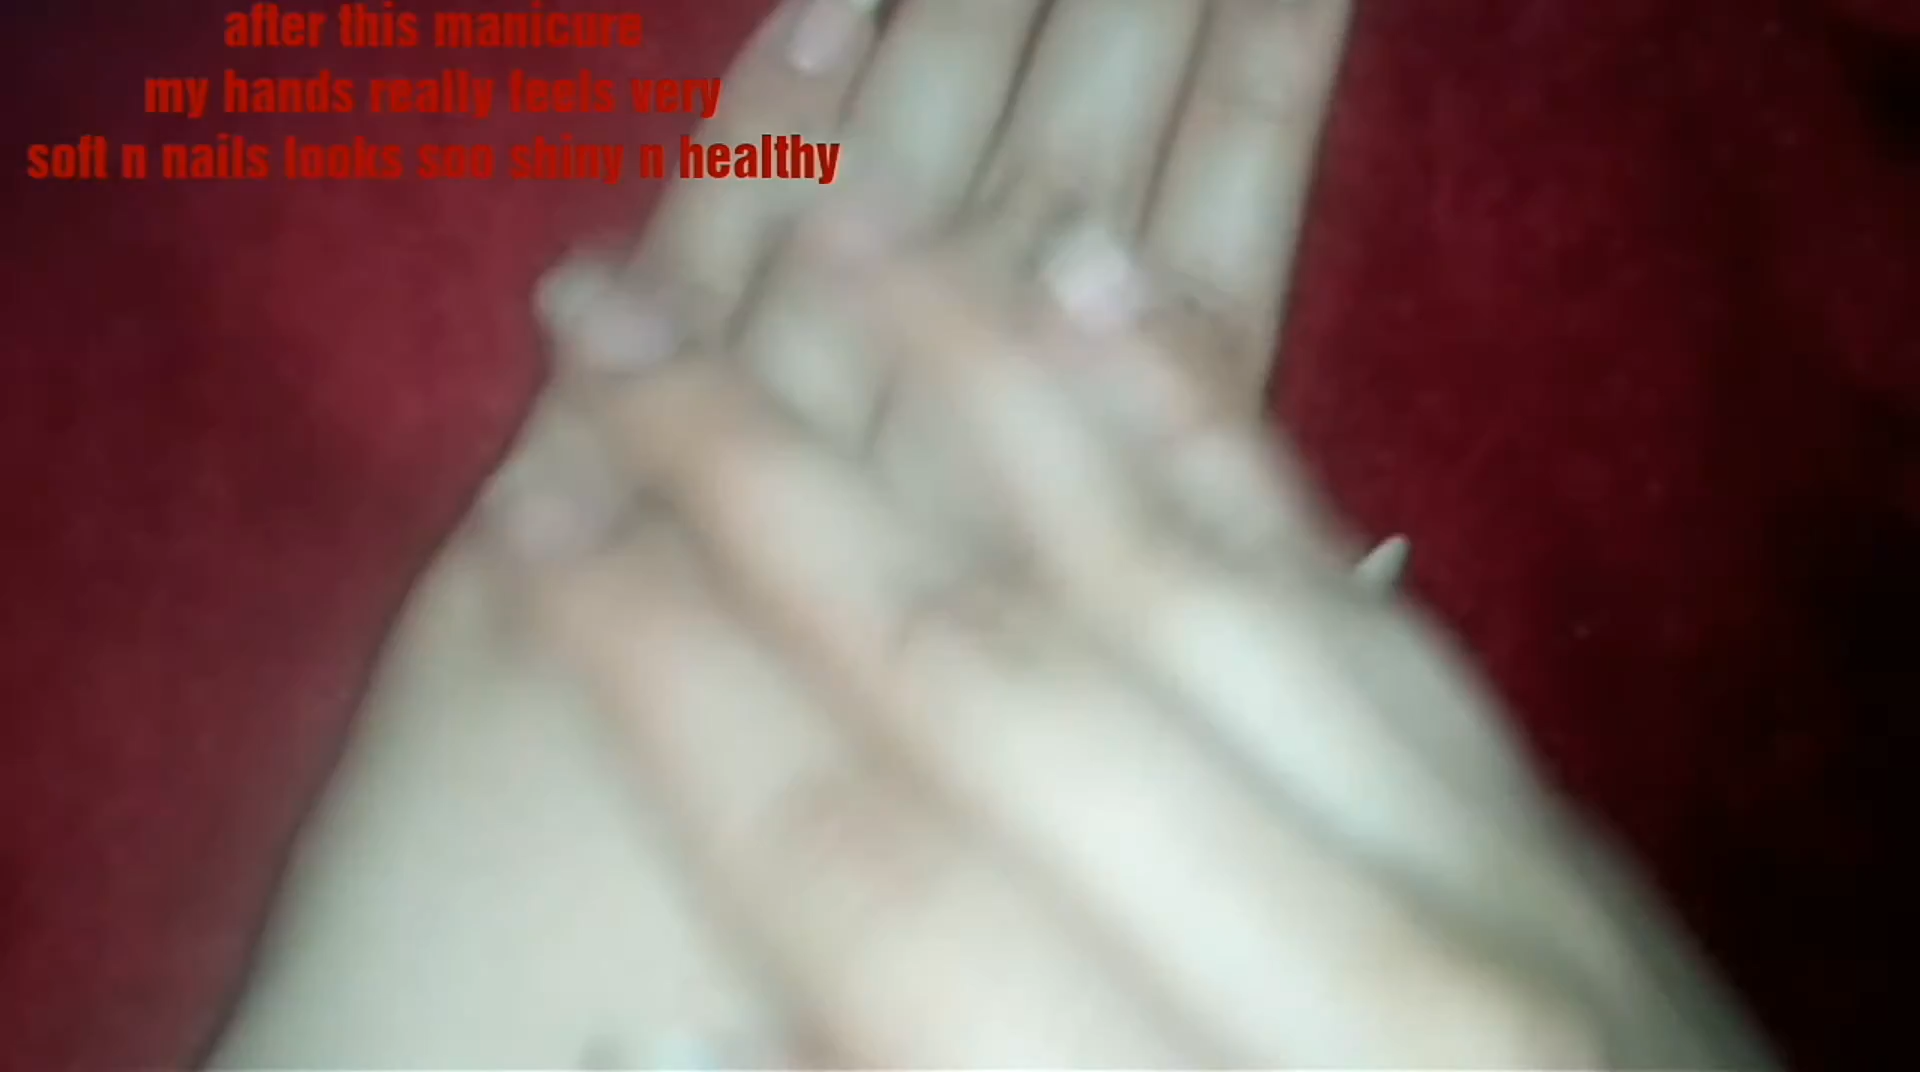 after this manicure
my hands really feels very
soft n nails looks soo shiny n healthy